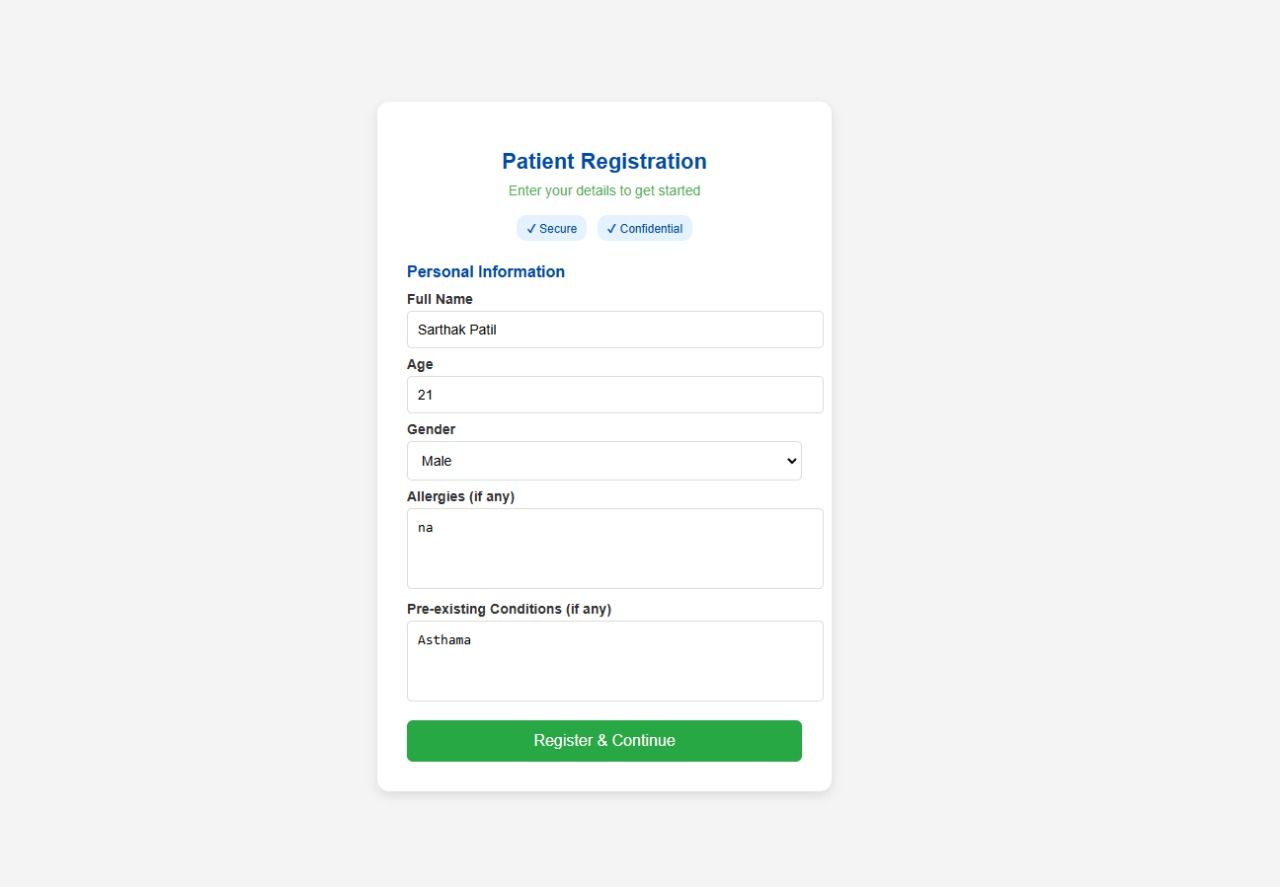 Patient Registration
Enter your details to get started
✓ Secure ✓ Confidential
Personal Information
Full Name
Sarthak Patil
Age
21
Gender
Male
Allergies (if any)
na
Pre-existing Conditions (if any)
Asthama
Register & Continue